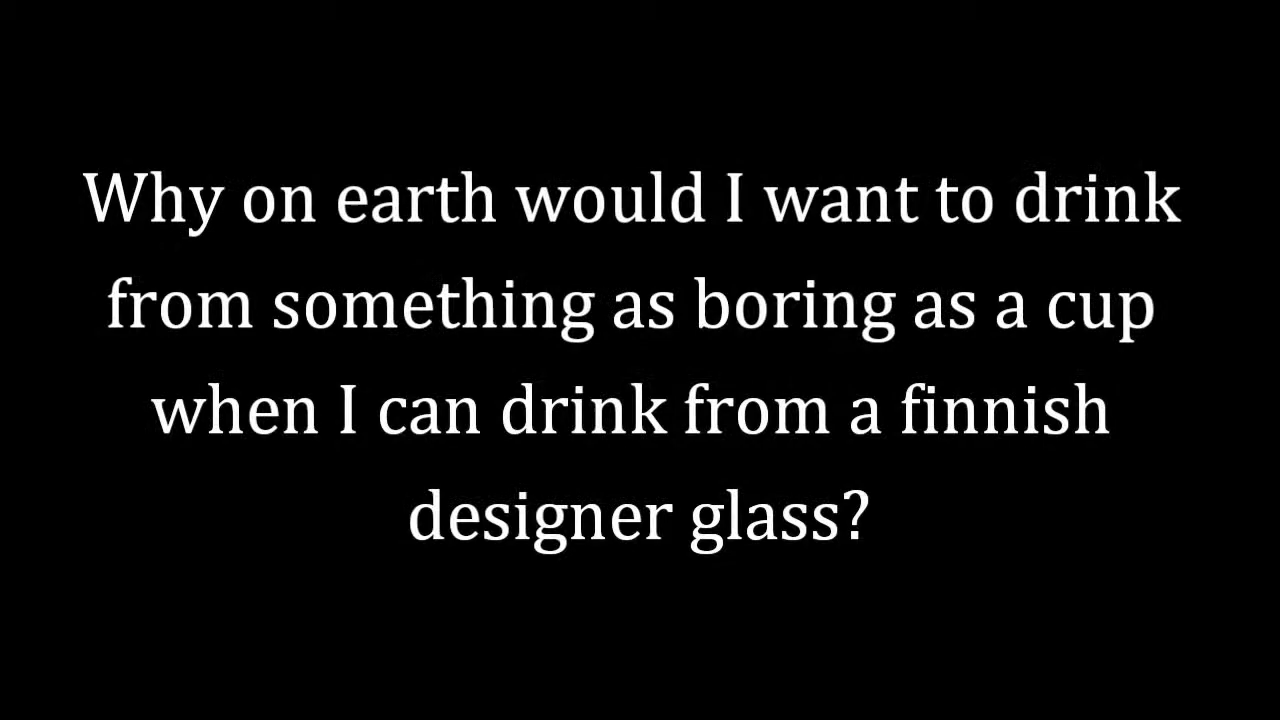 Why on earth would I want to drink
from something as boring as a cup
when I can drink from a finnish
designer glass?